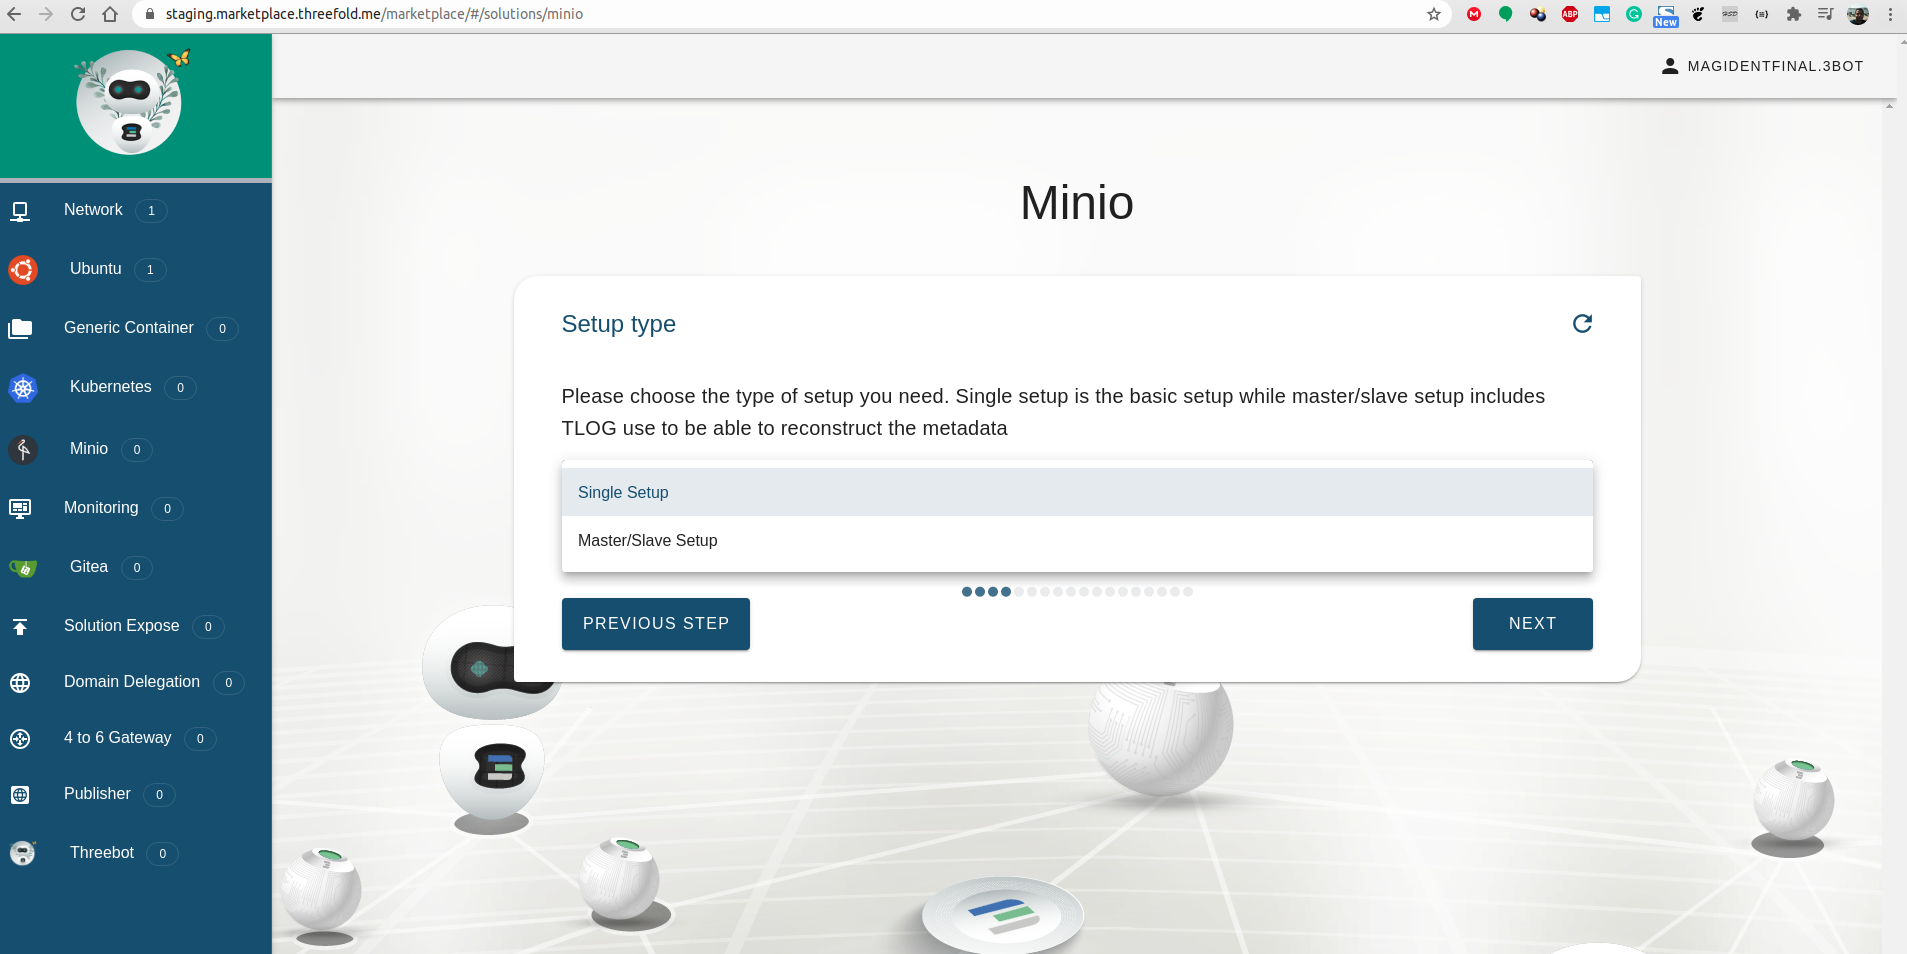 staging.marketplace.threefold.me/marketplace/#/solutions/minio
ABP
New
MAGIDENTFINAL.3BOT
Network 1
Ubuntu 1
Generic Container 0
Kubernetes 0
Minio 0
Monitoring 0
Gitea 0
Solution Expose 0
Domain Delegation 0
4 to 6 Gateway 0
Publisher 0
Threebot 0
Minio
Setup type
Please choose the type of setup you need. Single setup is the basic setup while master/slave setup includes
TLOG use to be able to reconstruct the metadata
Single Setup
Master/Slave Setup
PREVIOUS STEP
NEXT